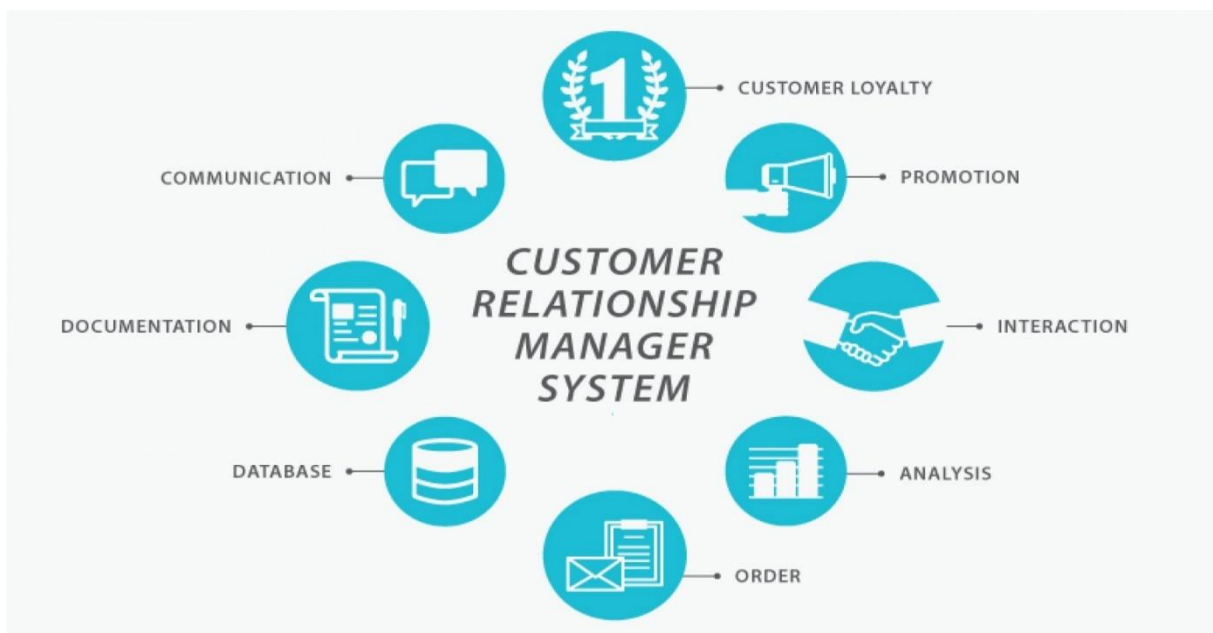 1
CUSTOMER LOYALTY
COMMUNICATION
PROMOTION
CUSTOMER
RELATIONSHIP
MANAGER
SYSTEM
DOCUMENTATION
INTERACTION
DATABASE
ANALYSIS
ORDER